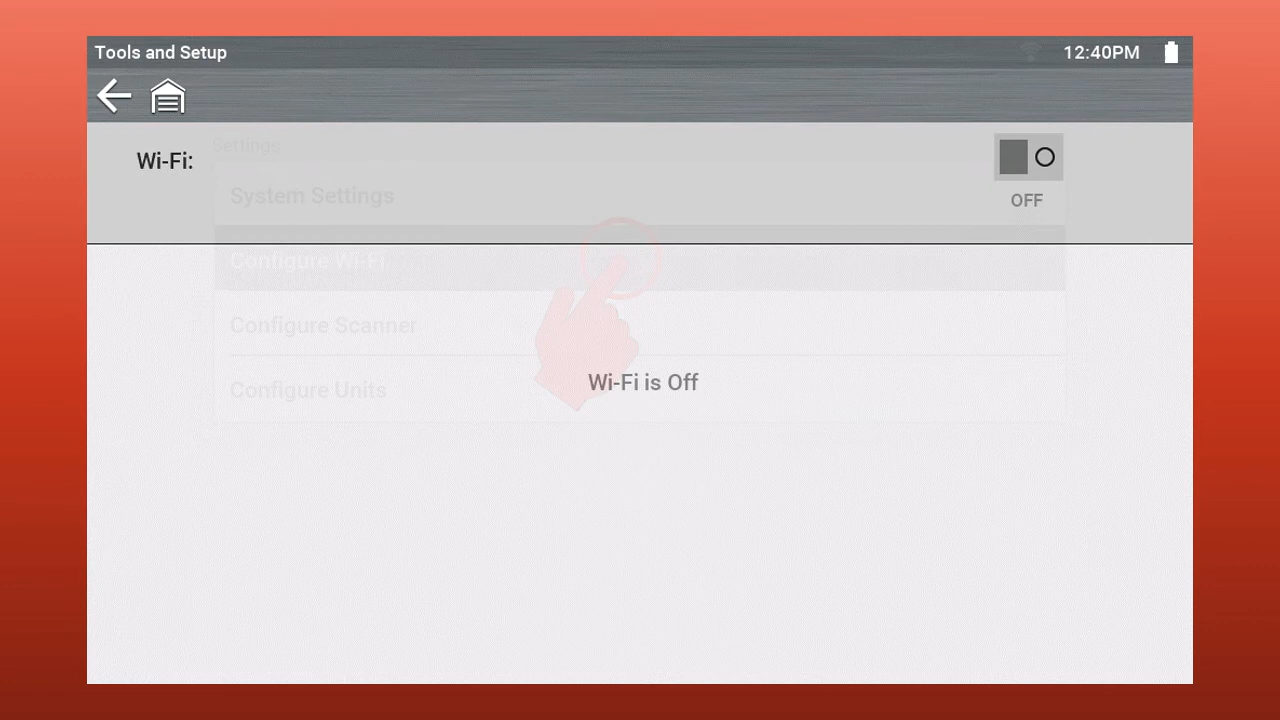 Tools and Setup
12:40PM
Settings
Wi-Fi:
System Settings
OFF
Configure Wi-Fi
Configure Scanner
Wi-Fi is Off
Configure Units